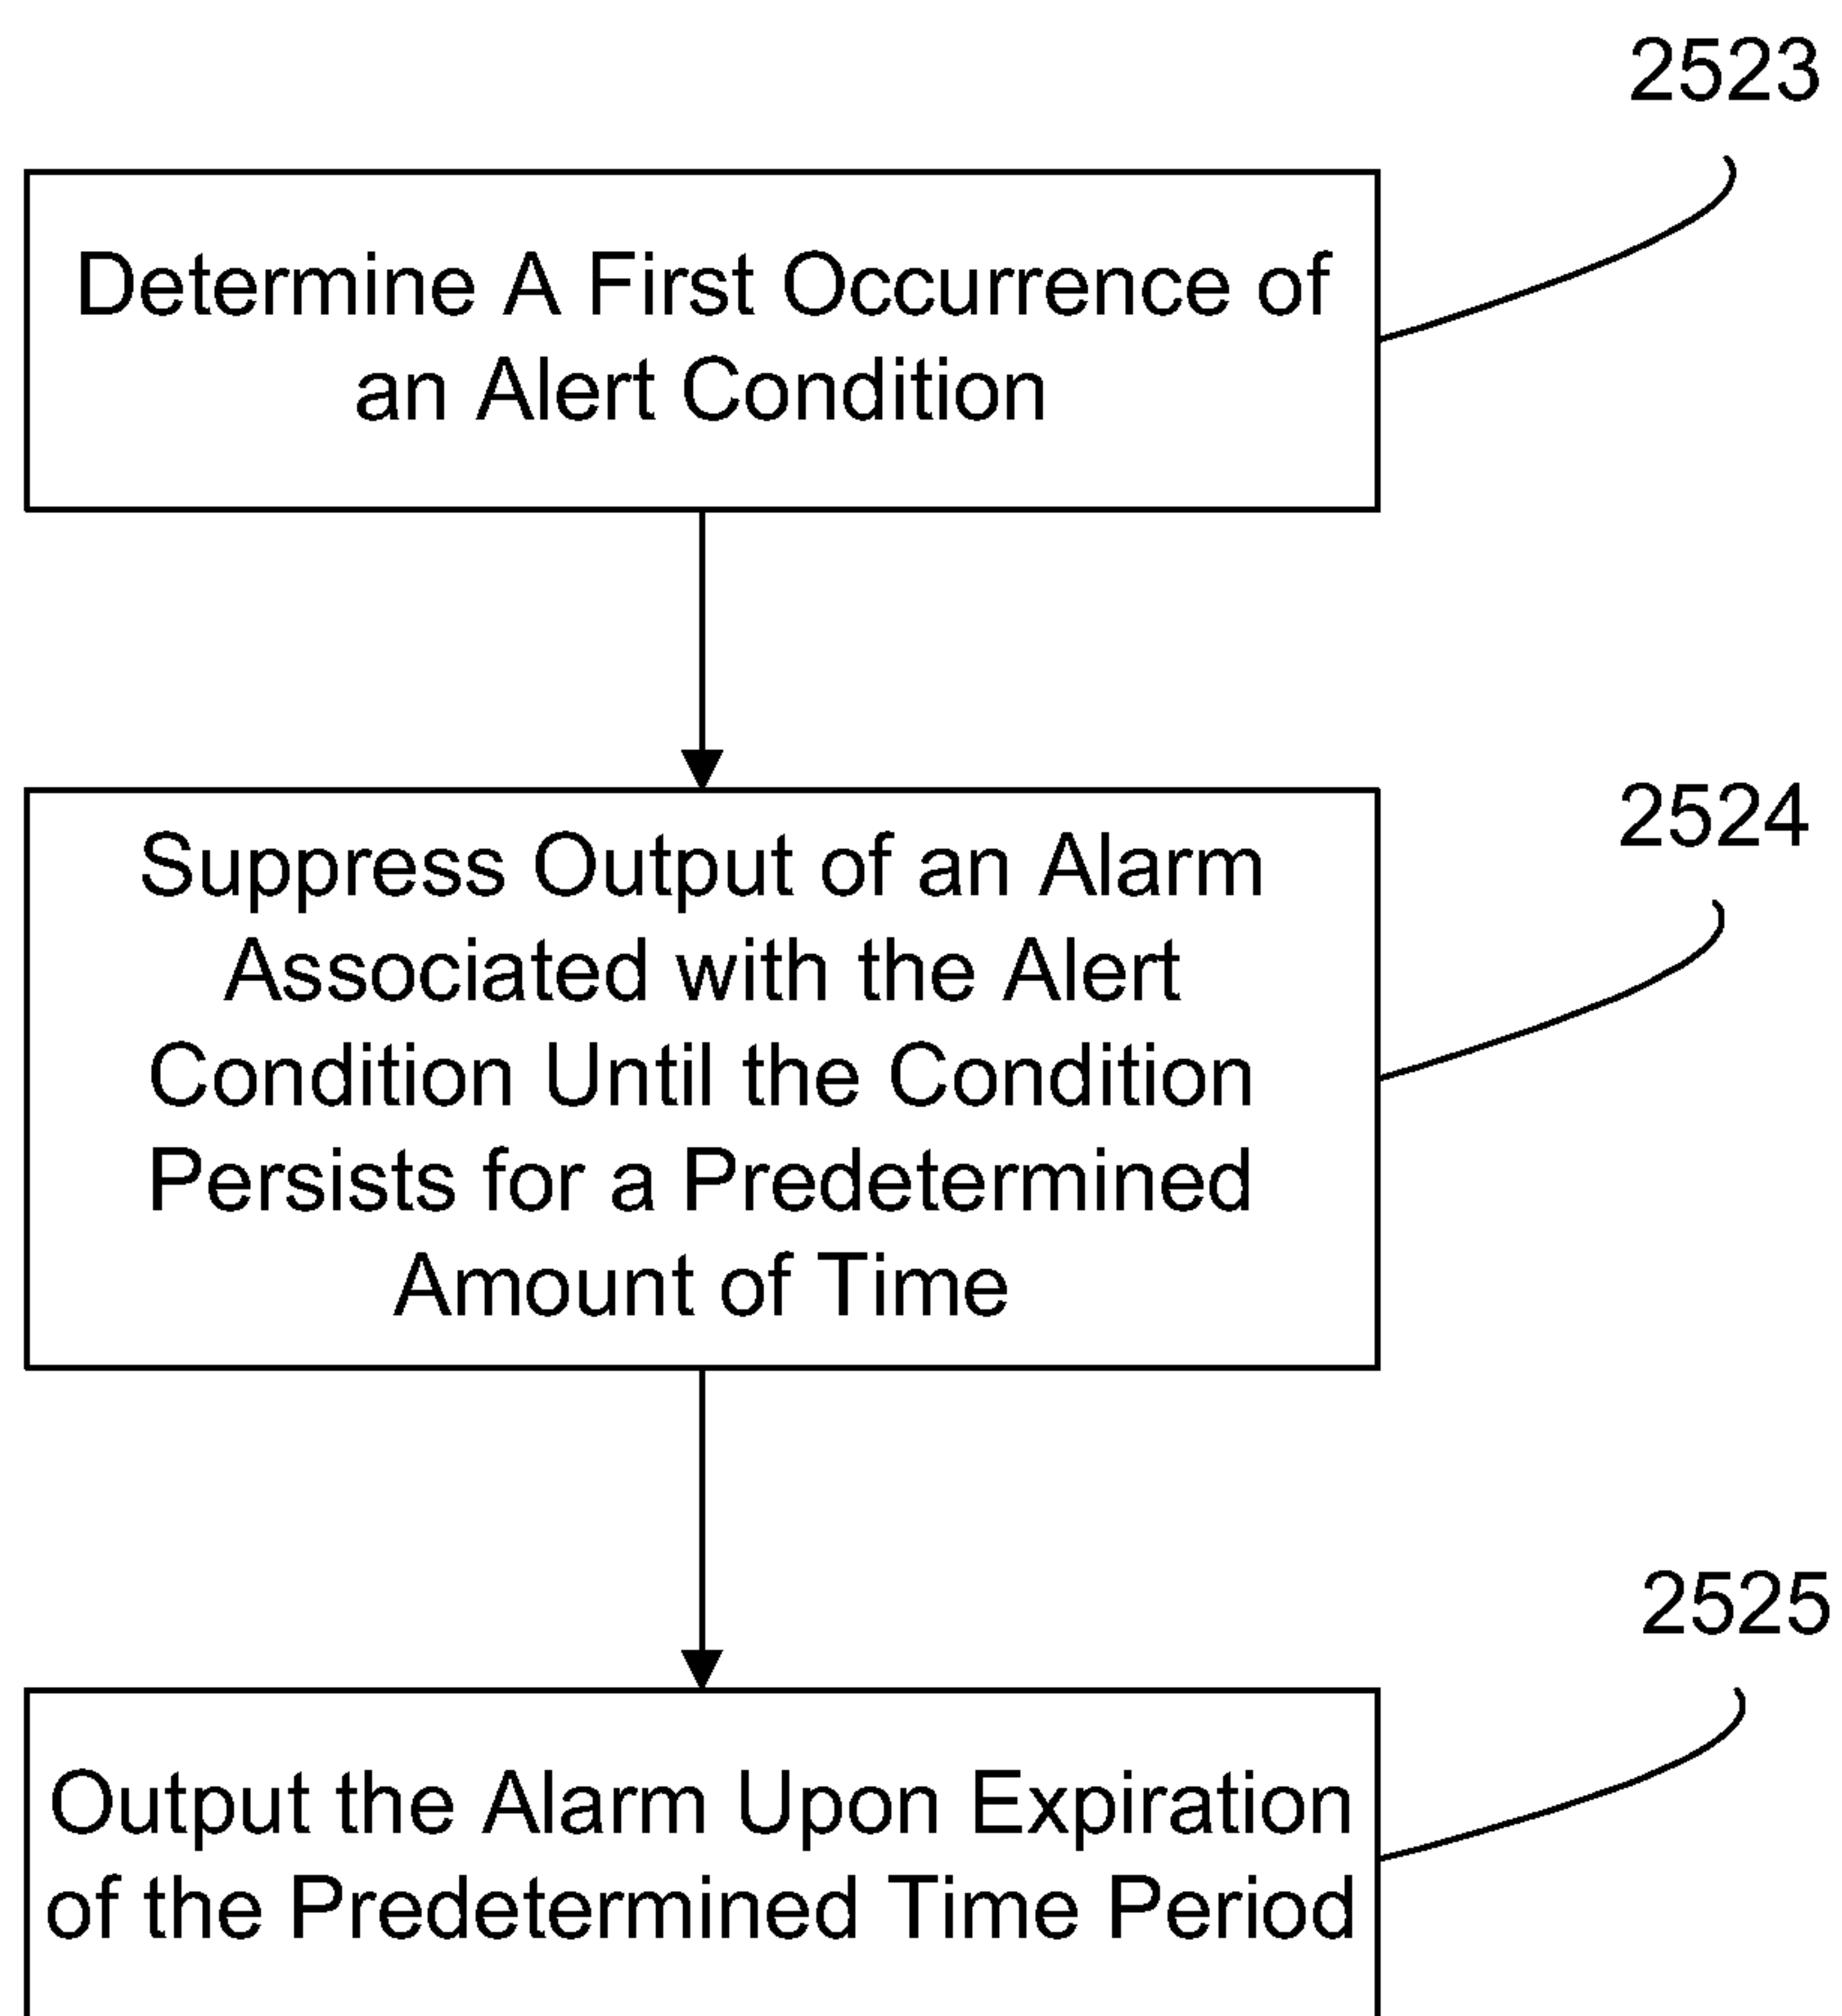 2523
Determine A First Occurrence of
an Alert Condition
2524
Suppress Output of an Alarm
Associated with the Alert
Condition Until the Condition
Persists for a Predetermined
Amount of Time
2525
Output the Alarm Upon Expiration
of the Predetermined Time Period